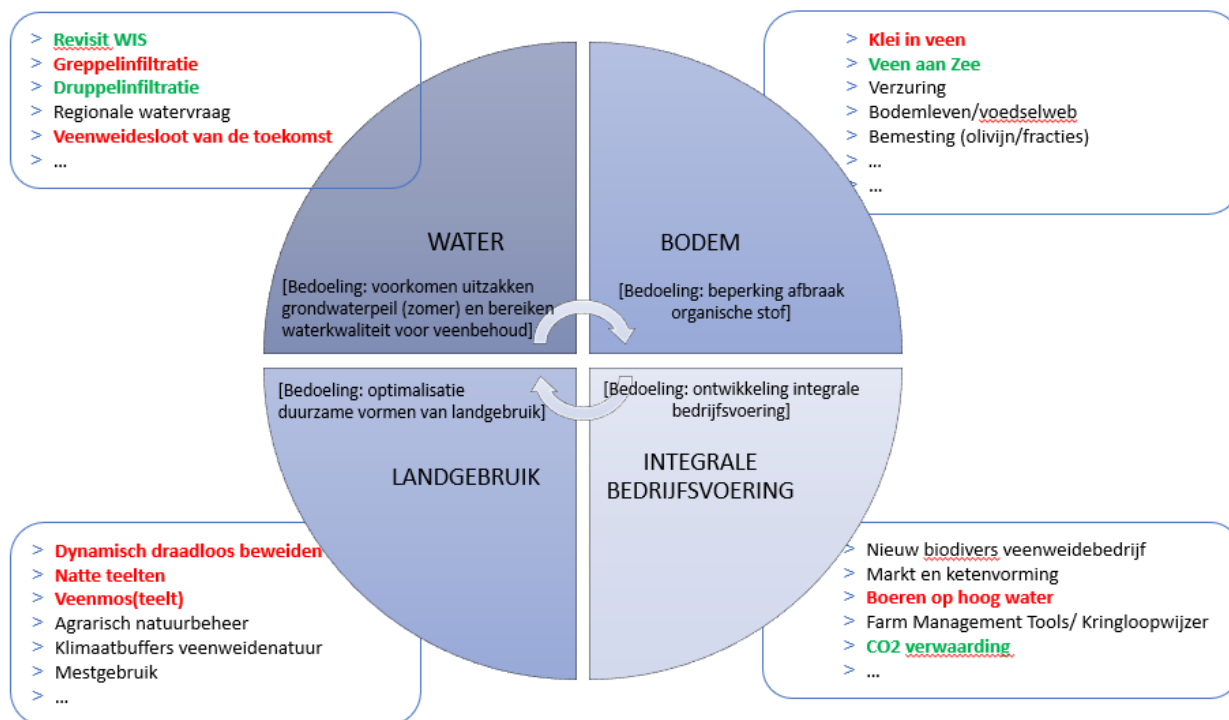 > Revisit WIS
> Greppelinfiltratie
> Druppelinfiltratie
> Regionale watervraag
> Veenweidesloot van de toekomst
> ...
> Klei in veen
> Veen aan Zee
> Verzuring
> Bodemleven/voedselweb
> Bemesting (olivijn/fracties)
> ...
> ...
WATER
[Bedoeling: voorkomen uitzakken
grondwaterpeil (zomer) en bereiken
waterkwaliteit voor veenbehoud]
BODEM
[Bedoeling: beperking afbraak
organische stof]
[Bedoeling: optimalisatie
duurzame vormen van landgebruik]
LANDGEBRUIK
[Bedoeling: ontwikkeling integrale
bedrijfsvoering]
INTEGRALE
BEDRIJFSVOERING
> Dynamisch draadloos beweiden
> Natte teelten
> Veenmos(teelt)
> Agrarisch natuurbeheer
> Klimaatbuffers veenweidenatuur
> Mestgebruik
> ...
> Nieuw biodivers veenweidebedrijf
> Markt en ketenvorming
> Boeren op hoog water
> Farm Management Tools/ Kringloopwijzer
> CO2 verwaarding
> ...